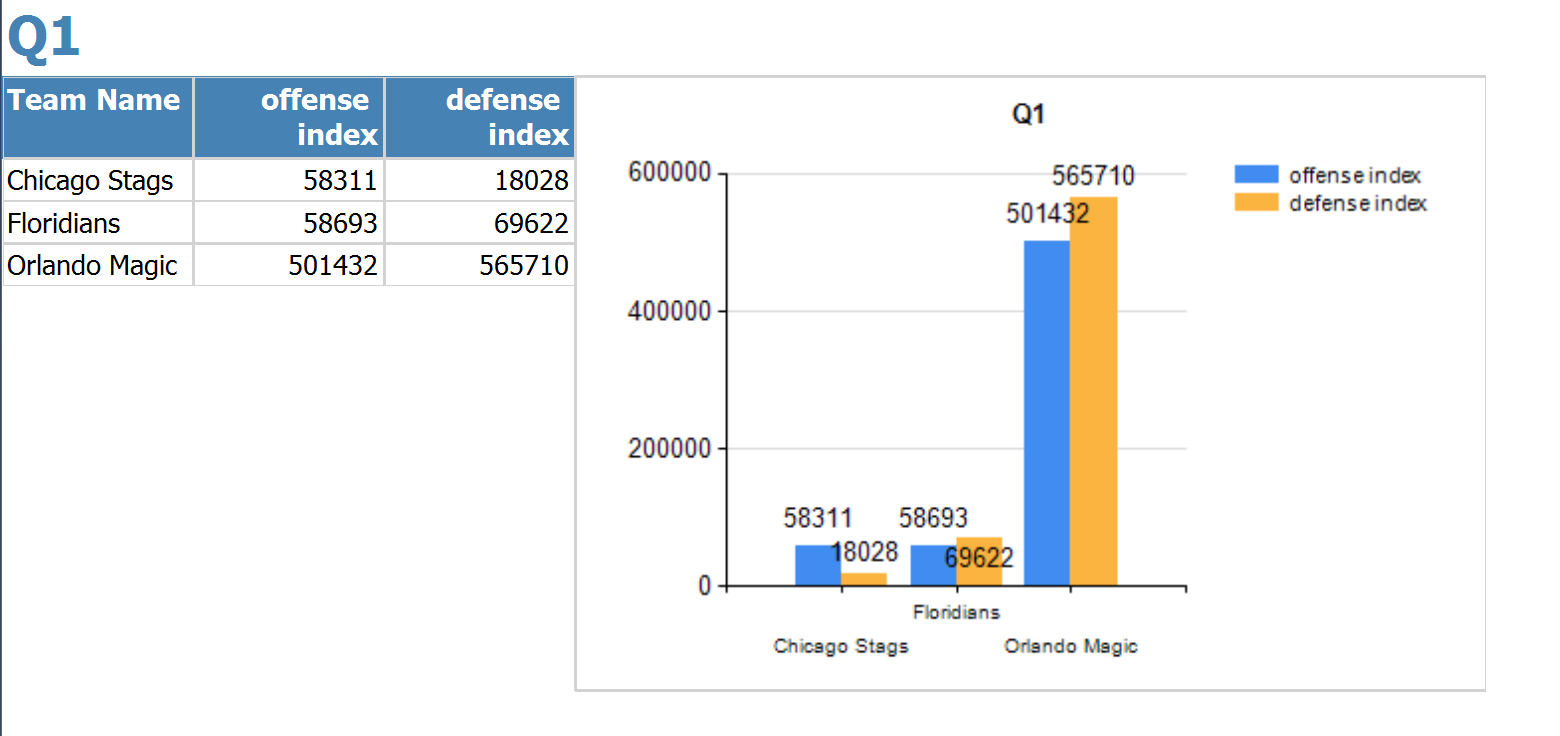 Q1
Team Name offense index defense index
Chicago Stags 58311 18028
Floridians 58693 69622
Orlando Magic 501432 565710
Q1
600000
400000
200000
0
565710
501432
58311
58693
18028
69622
Floridians
Chicago Stags Orlando Magic
offense index
defense index